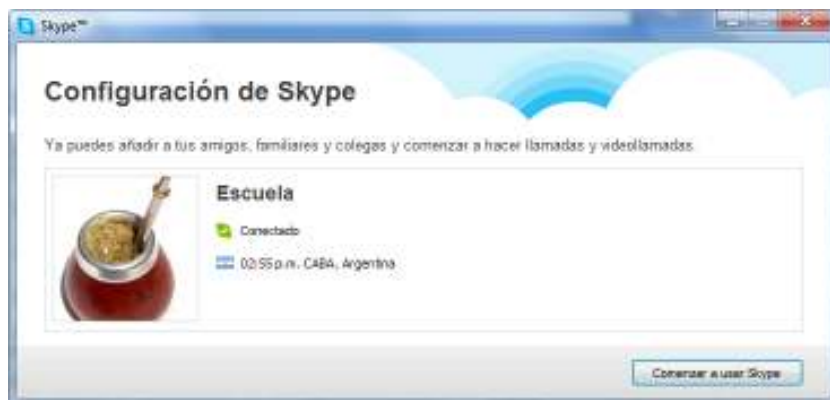 Skype™
Configuración de Skype
Ya puedes añadir a tus amigos, familiares y colegas y comenzar a hacer llamadas y videollamadas.
Escuela
Conectado
02:55 p.m. CABA, Argentina
Comenzar a usar Skype